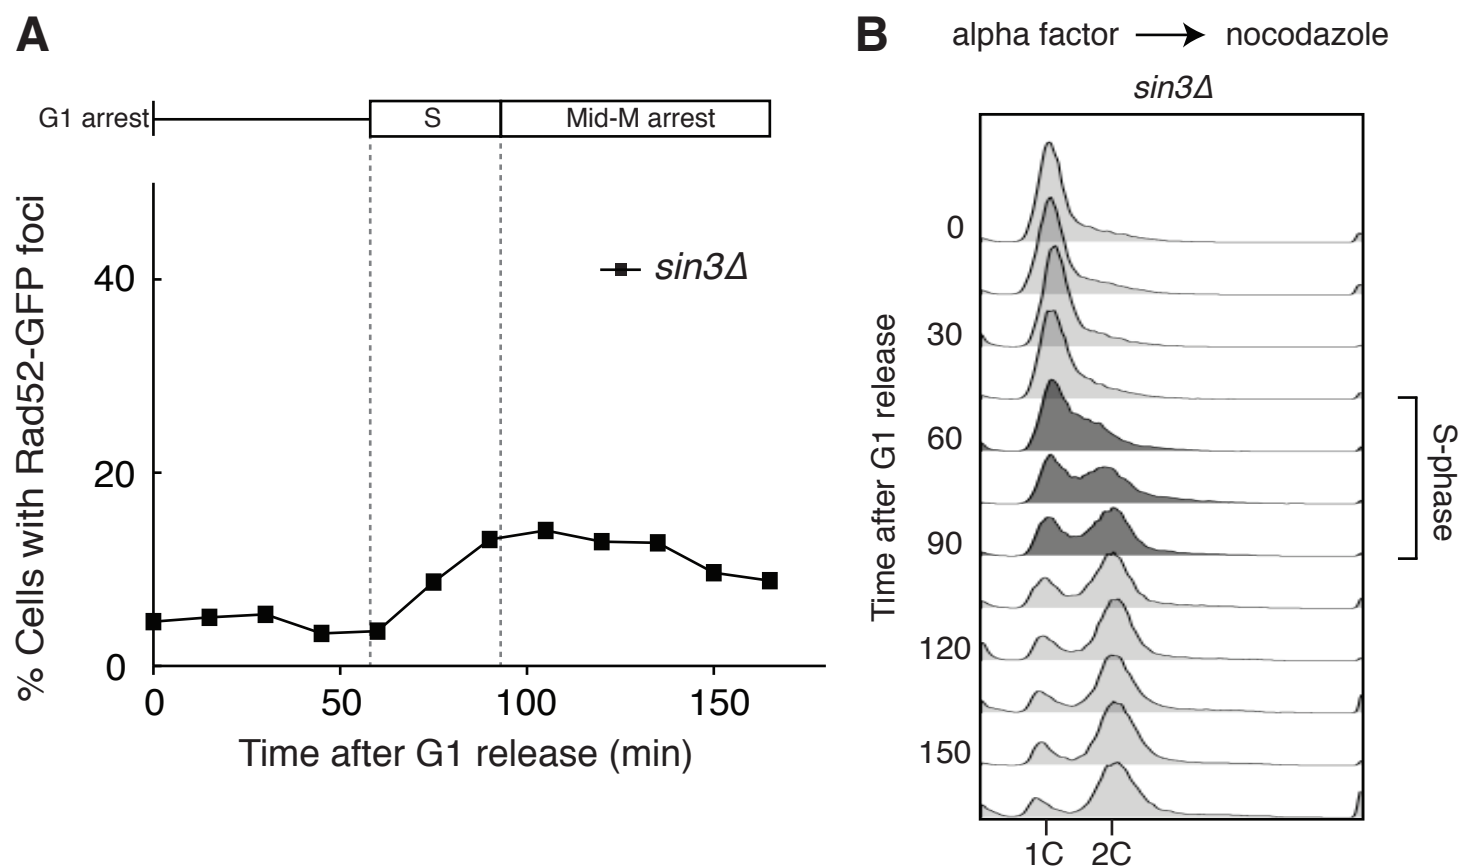 A
G1 arrest
S
Mid-M arrest
% Cells with Rad52-GFP foci
40
20
0
sin3Δ
0
50
100
150
Time after G1 release (min)
B
alpha factor
nocodazole
sin3Δ
Time after G1 release
0
30
60
90
120
150
S-phase
1C
2C